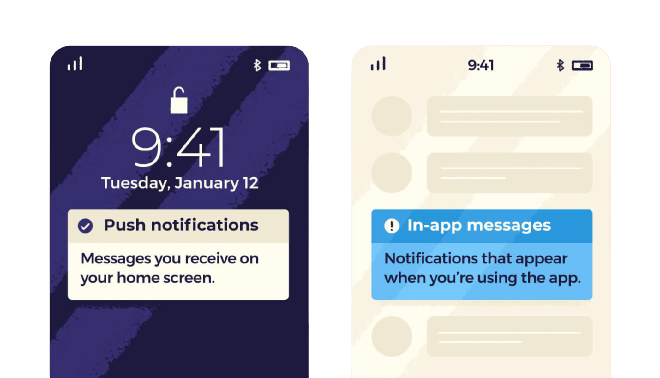 9:41
Tuesday, January 12
Push notifications
Messages you receive on
your home screen.
9:41
In-app messages
Notifications that appear
when you're using the app.